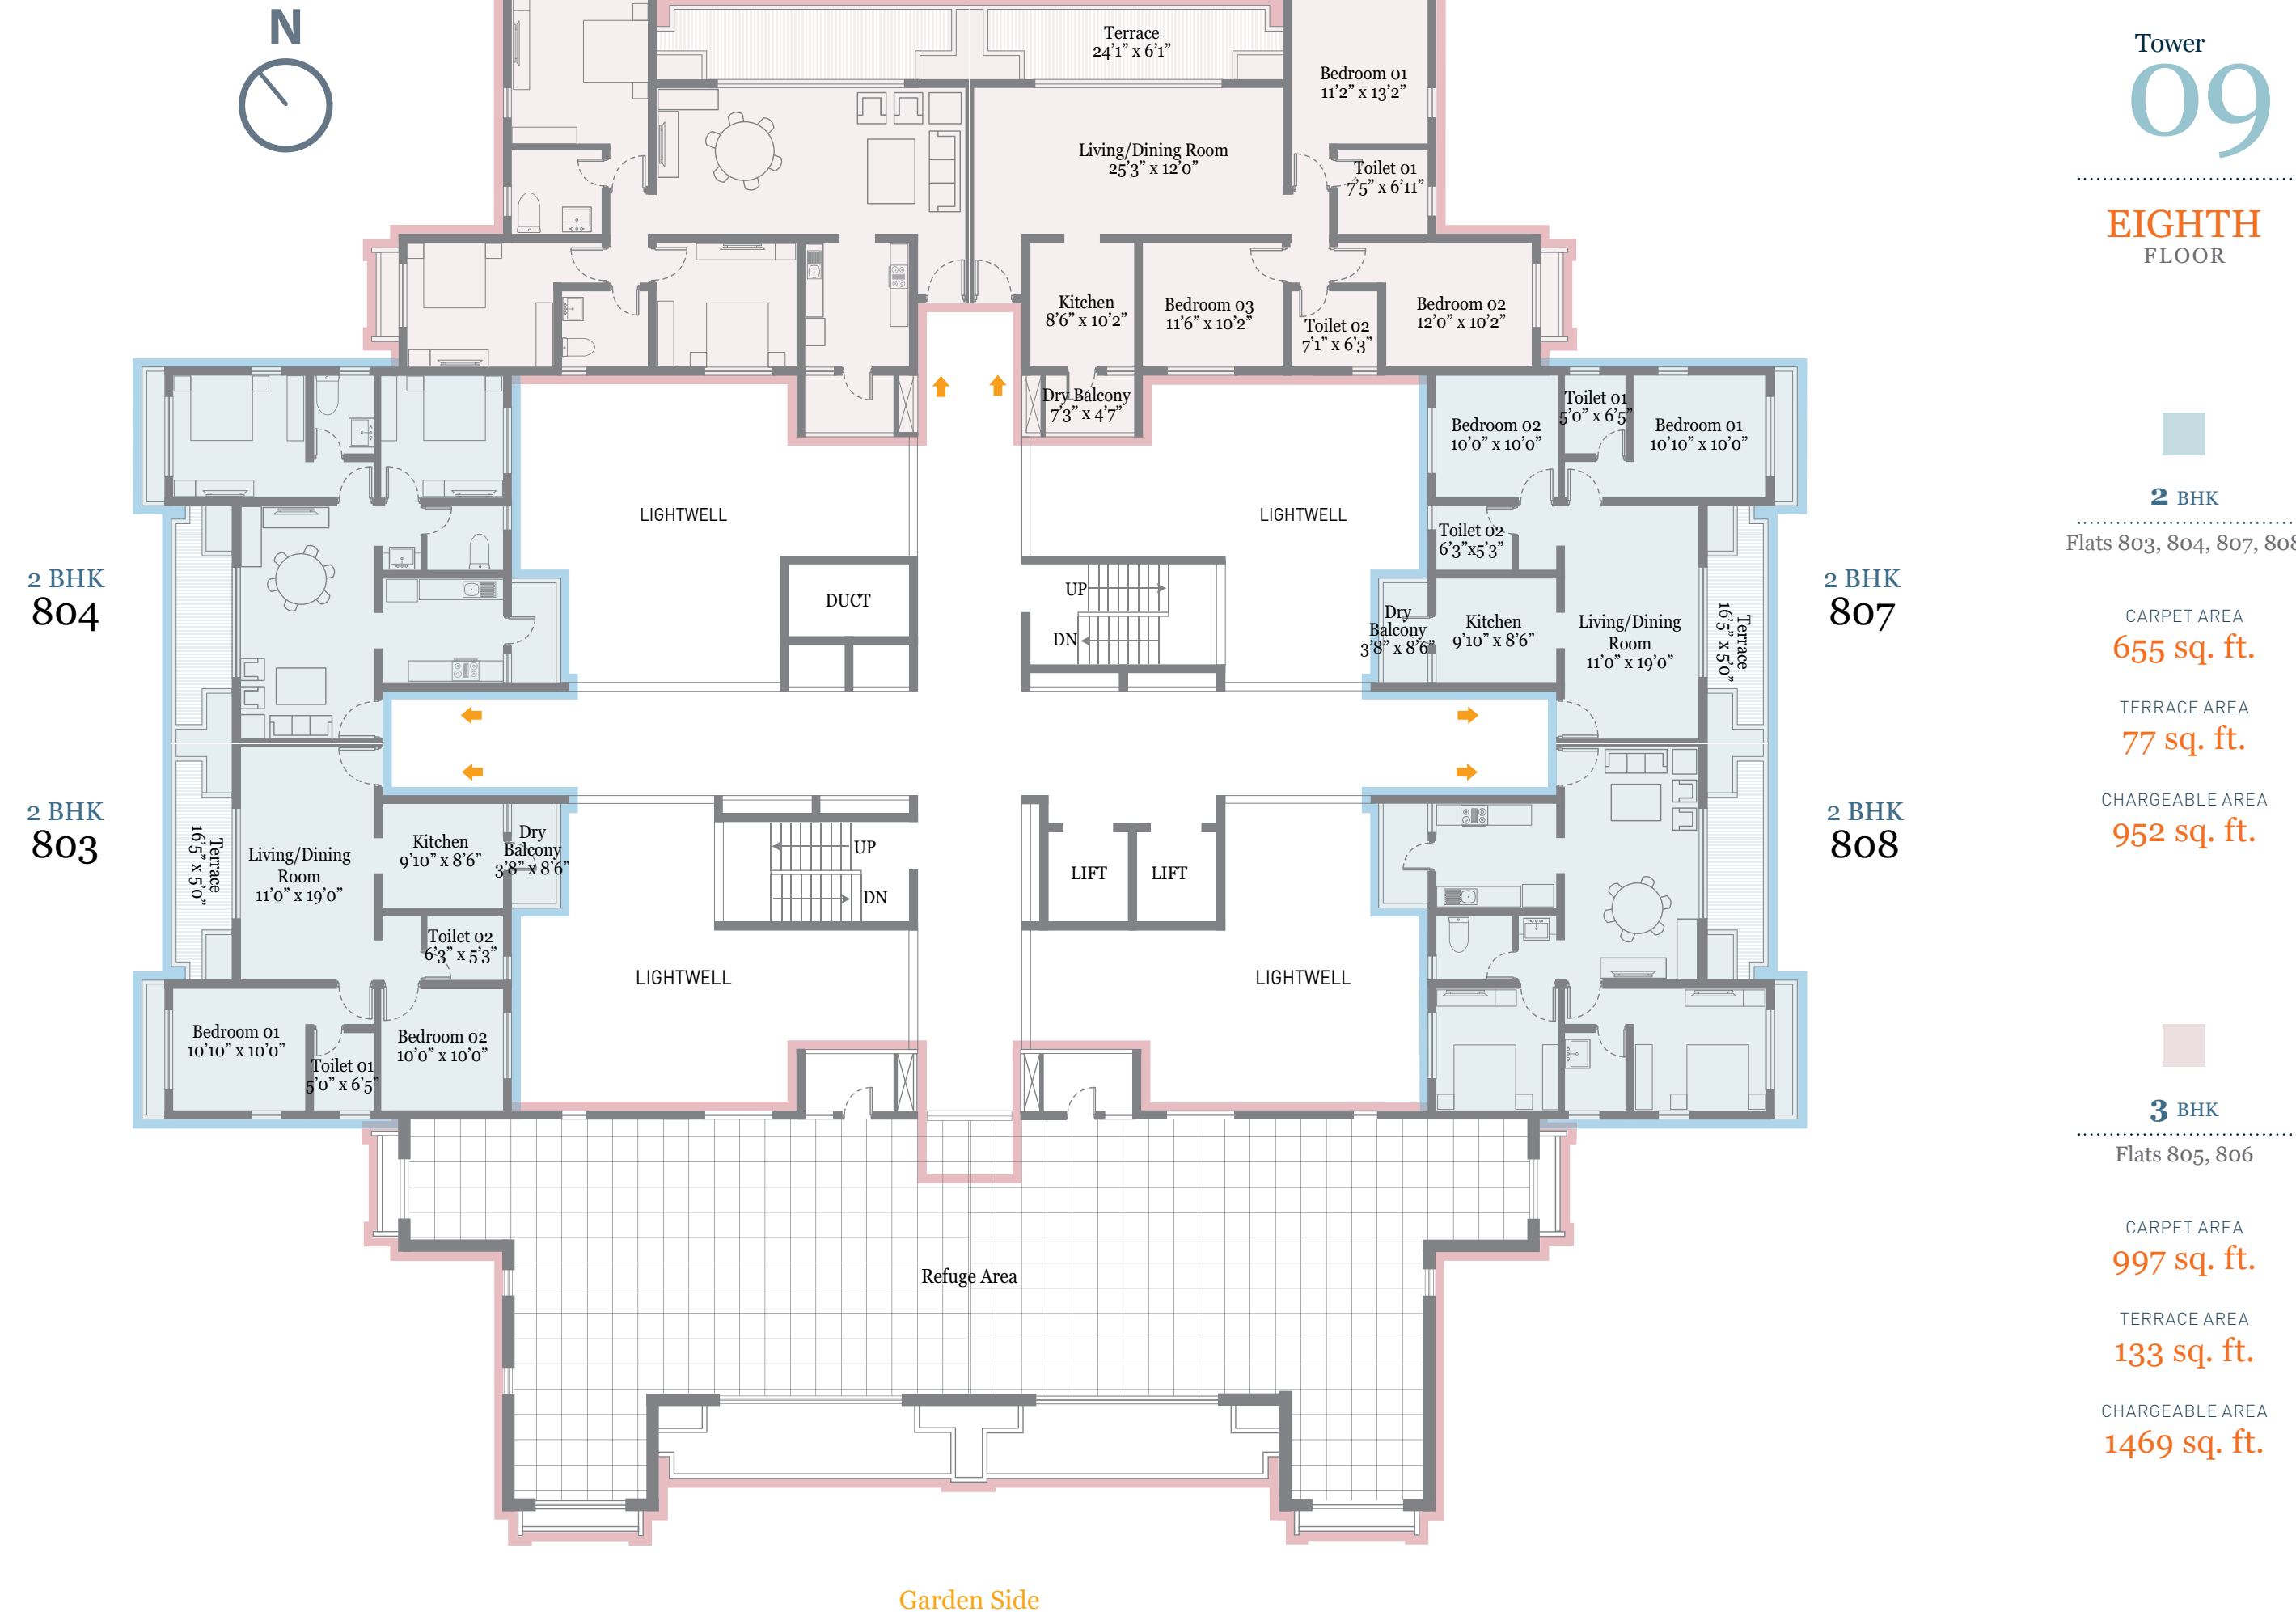 N
Tower
09
EIGHTH
FLOOR
Terrace
24'1" x 6'1"
Bedroom 01
11'2" x 13'2"
Living/Dining Room
25'3" x 12'0"
Toilet 01
7'5" x 6'11"
Kitchen
8'6" x 10'2"
Bedroom 03
11'6" x 10'2"
Toilet 02
7'1" x 6'3"
Bedroom 02
12'0" x 10'2"
Dry Balcony
7'3" x 4'7"
Bedroom 02
10'0" x 10'0"
Toilet 01
5'0" x 6'5"
Bedroom 01
10'10" x 10'0"
LIGHTWELL
LIGHTWELL
Toilet 02
6'3"x5'3"
2 BHK
804
DUCT
UP
DN
Dry
Balcony
3'8" x 8'6"
Kitchen
9'10" x 8'6"
Living/Dining
Room
11'0" x 19'0"
Terrace
16'5" x 5'0"
2 BHK
807
2 BHK
803
Terrace
16'5" x 5'0"
Living/Dining
Room
11'0" x 19'0"
Kitchen
9'10" x 8'6"
Dry
Balcony
3'8" x 8'6"
UP
DN
LIFT
LIFT
2 BHK
808
Toilet 02
6'3" x 5'3"
LIGHTWELL
LIGHTWELL
Bedroom 01
10'10" x 10'0"
Toilet 01
5'0" x 6'5"
Bedroom 02
10'0" x 10'0"
Refuge Area
Garden Side
2 BHK
Flats 803, 804, 807, 808
CARPET AREA
655 sq. ft.
TERRACE AREA
77 sq. ft.
CHARGEABLE AREA
952 sq. ft.
3 BHK
Flats 805, 806
CARPET AREA
997 sq. ft.
TERRACE AREA
133 sq. ft.
CHARGEABLE AREA
1469 sq. ft.